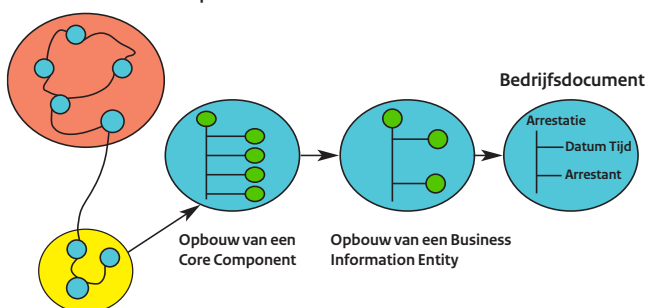 Bedrijfsdocument
Arrestatie
Datum Tijd
Arrestant
Opbouw van een
Core Component
Opbouw van een Business
Information Entity